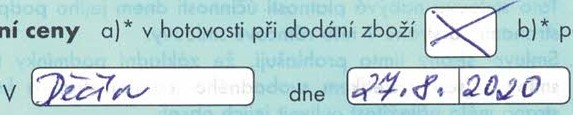 ní ceny a)* v hotovosti při dodání zboží X b)* p
V Děčín dne 27.8.2020